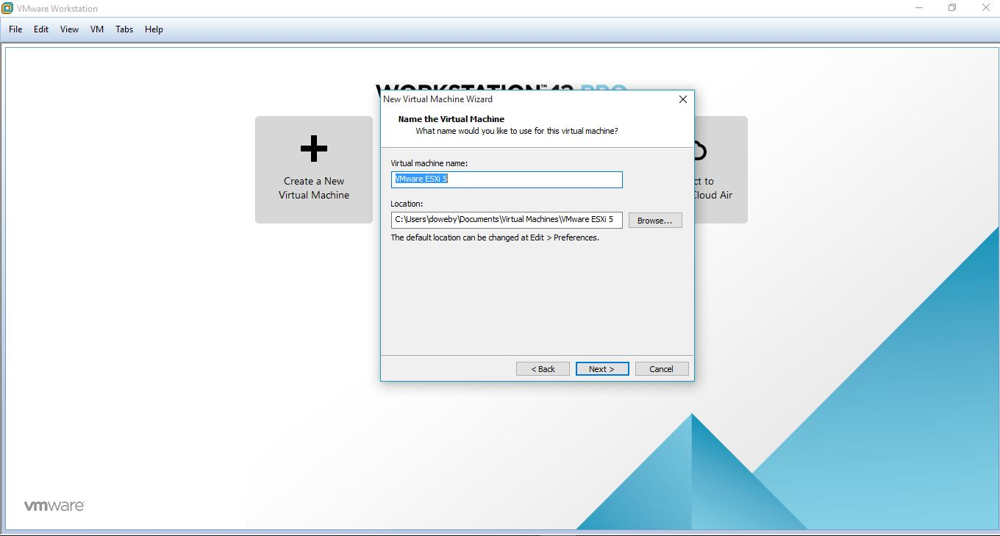 VMware Workstation
File Edit View VM Tabs Help
WORKSTATION™ 12 PRO
New Virtual Machine Wizard
Name the Virtual Machine
What name would you like to use for this virtual machine?
Virtual machine name:
VMware ESXi 5
Location:
C:\Users\doweby\Documents\Virtual Machines\VMware ESXi 5
Browse...
The default location can be changed at Edit > Preferences.
< Back Next > Cancel
Create a New
Virtual Machine
ct to
Cloud Air
vmware